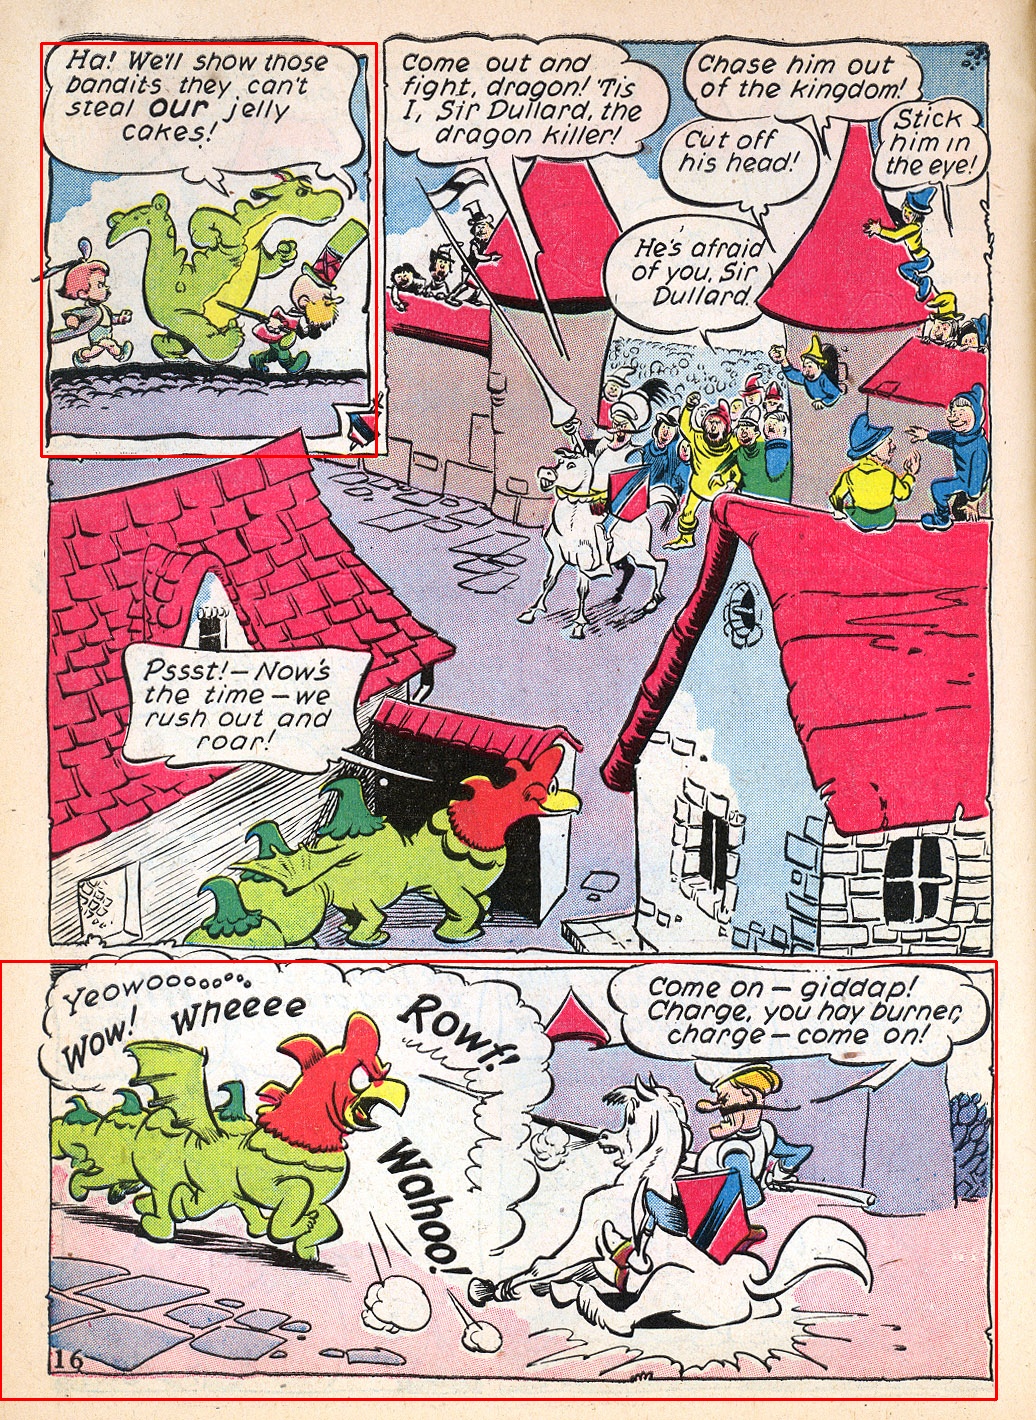 Ha! We'll show those
bandits they can't
steal our jelly
cakes!
Come out and
fight, dragon! 'Tis
I, Sir Dullard, the
dragon killer!
Chase him out
of the kingdom!
Cut off
his head!
Stick
him in
the eye!
He's afraid
of you, Sir
Dullard.
Pssst!—Now's
the time—we
rush out and
roar!
Yeowoooooooo
Wow! Wheeee
Rowf!
Wahoo!
Come on—giddap!
Charge, you hay burner,
charge—come on!
16